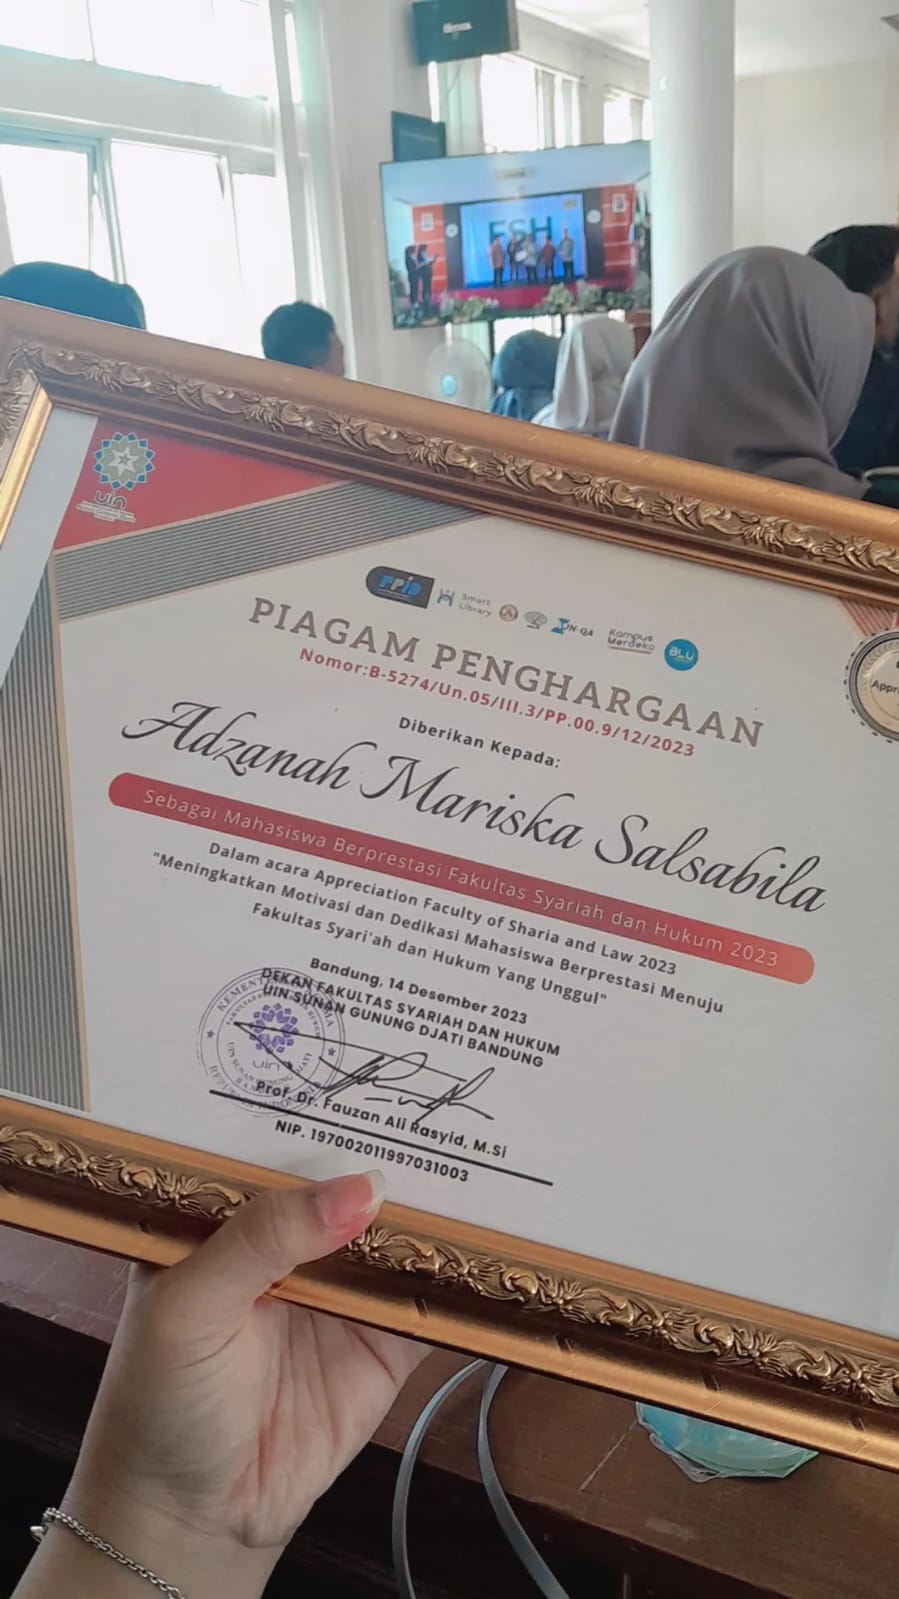 FSH
uin
PPID
Smart
Library
UN-QA
Kampus
Merdeka
BLU
PIAGAM PENGHARGAAN
Nomor:B-5274/Un.05/III.3/PP.00.9/12/2023
Diberikan Kepada:
Adzanah Mariska Salsabila
Sebagai Mahasiswa Berprestasi Fakultas Syariah dan Hukum 2023
Dalam acara Appreciation Faculty of Sharia and Law 2023
"Meningkatkan Motivasi dan Dedikasi Mahasiswa Berprestasi Menuju
Fakultas Syari'ah dan Hukum Yang Unggul"
Bandung, 14 Desember 2023
DEKAN FAKULTAS SYARIAH DAN HUKUM
UIN SUNAN GUNUNG DJATI BANDUNG
uin
Prof. Dr. Fauzan Ali Rasyid, M.Si
NIP. 197002011997031003